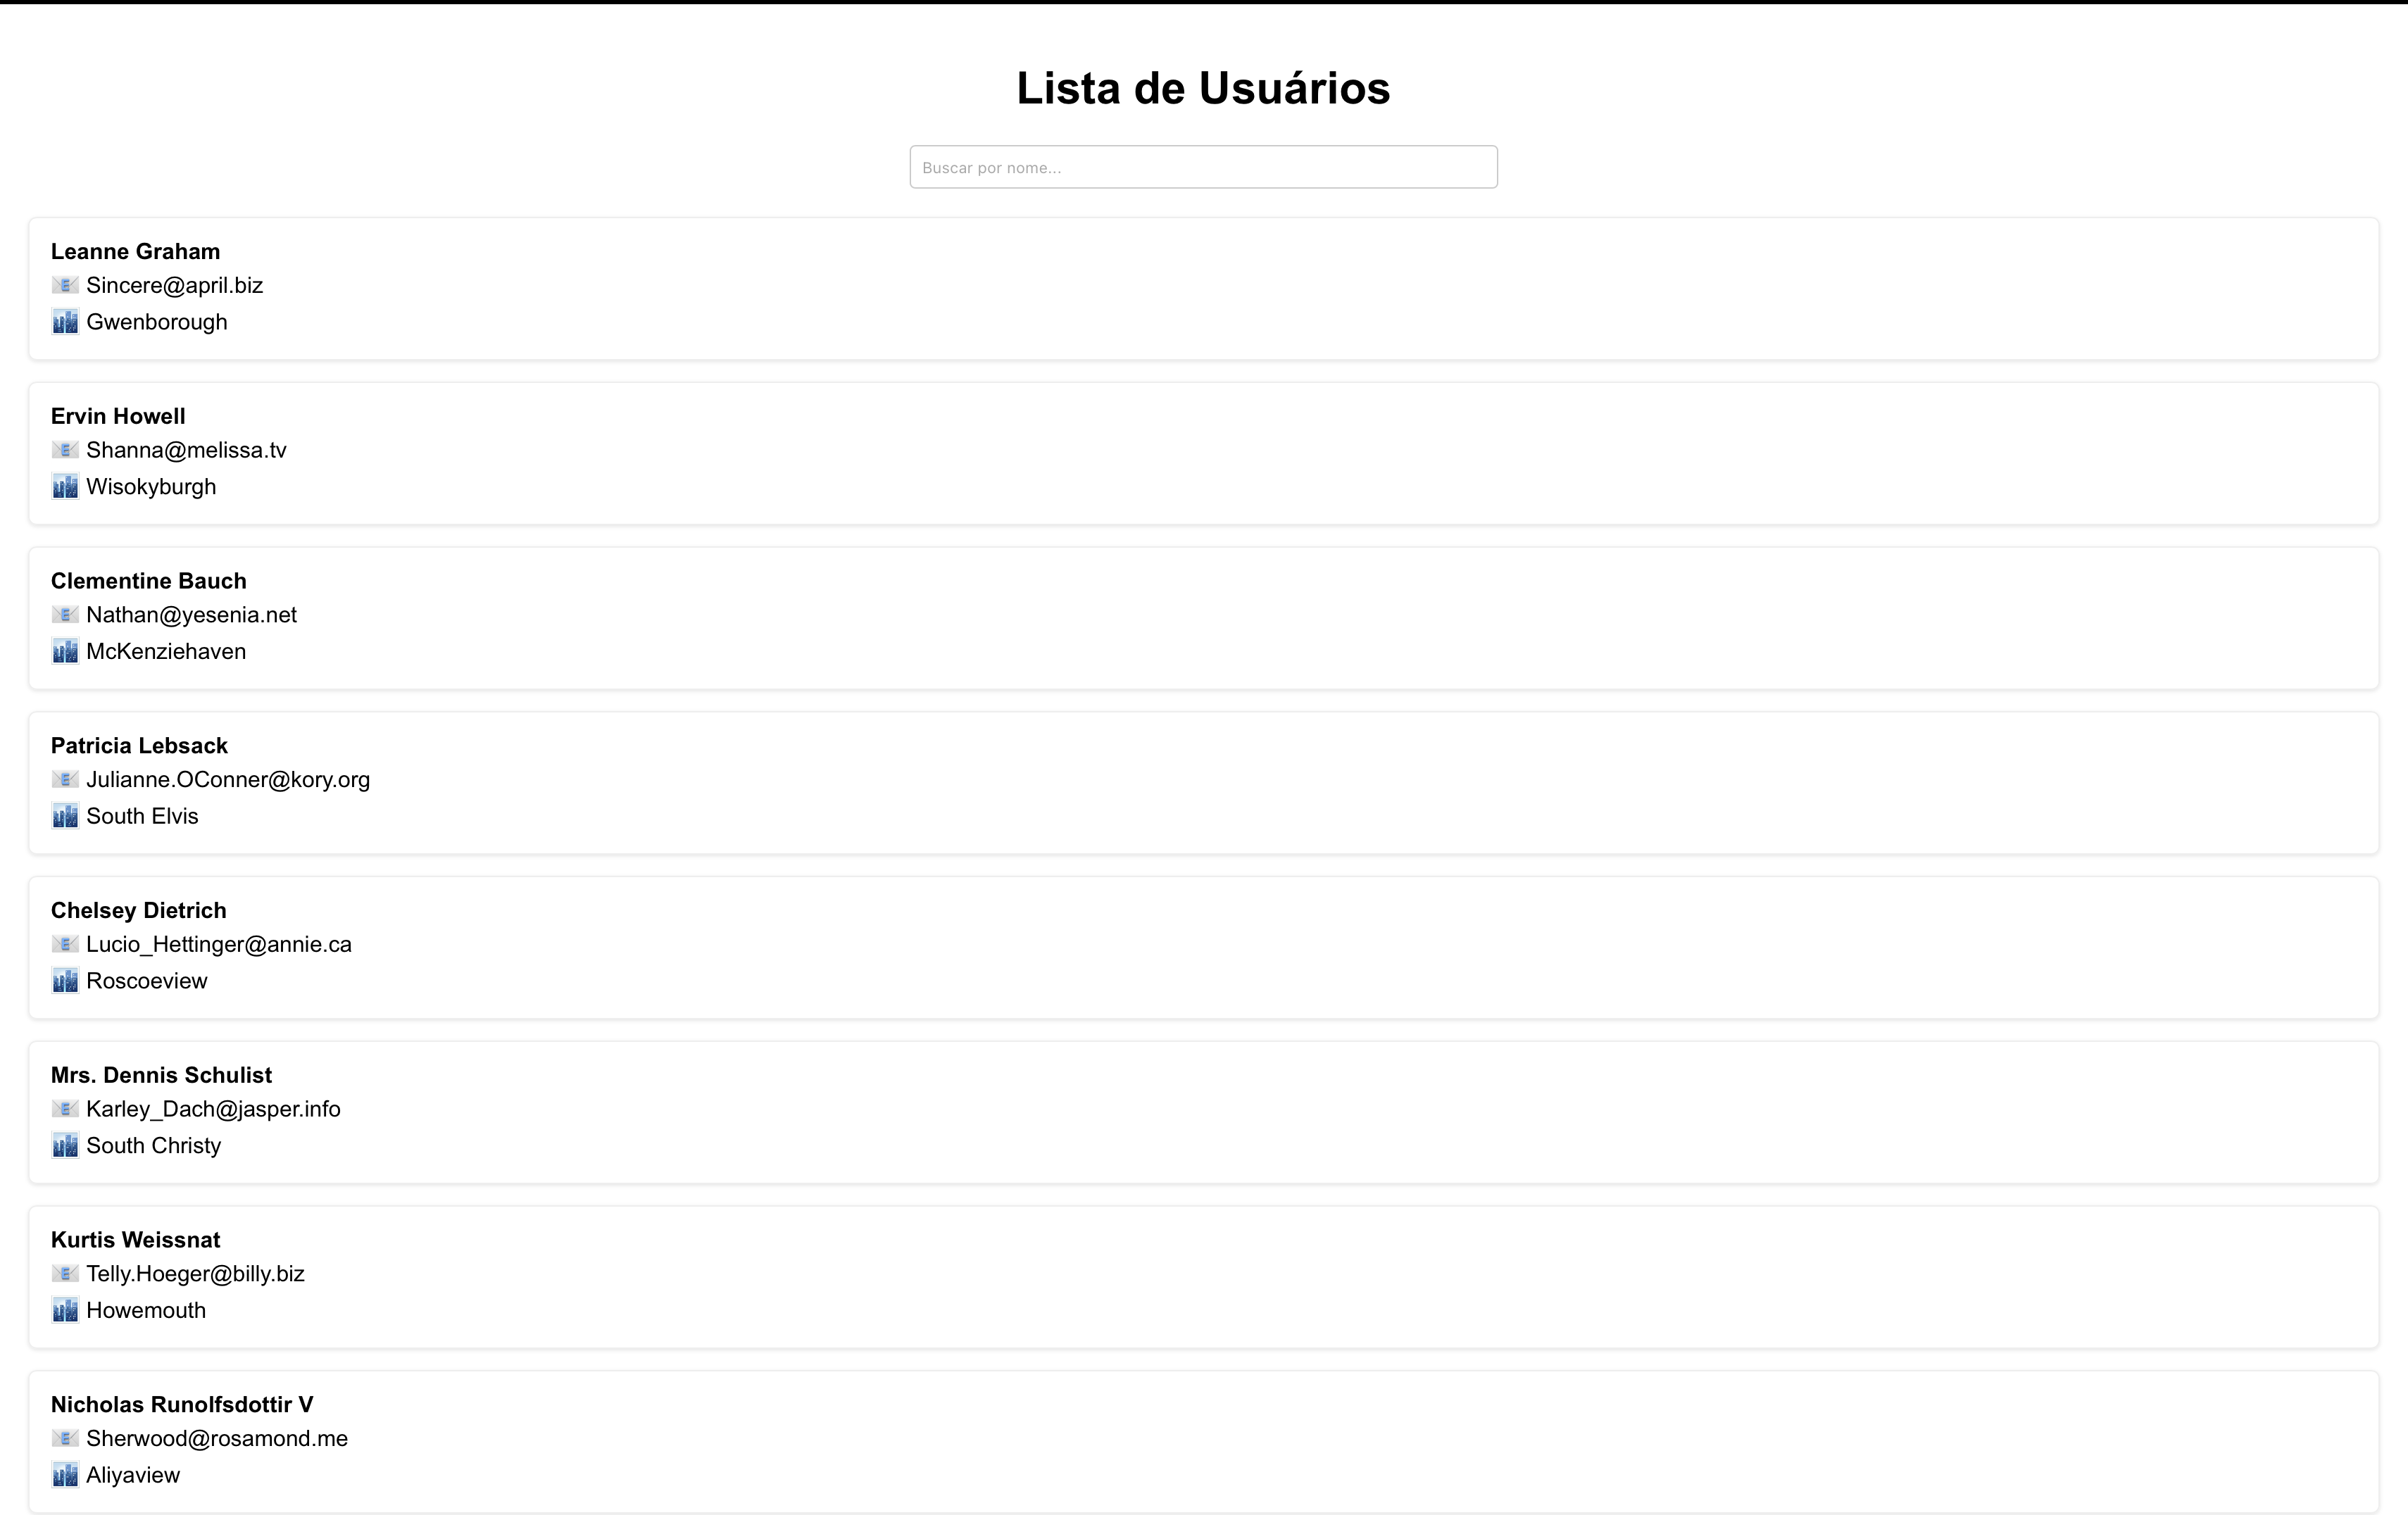 Lista de Usuários
Buscar por nome...
Leanne Graham
📧 Sincere@april.biz
🏙️ Gwenborough
Ervin Howell
📧 Shanna@melissa.tv
🏙️ Wisokyburgh
Clementine Bauch
📧 Nathan@yesenia.net
🏙️ McKenziehaven
Patricia Lebsack
📧 Julianne.OConner@kory.org
🏙️ South Elvis
Chelsey Dietrich
📧 Lucio_Hettinger@annie.ca
🏙️ Roscoeview
Mrs. Dennis Schulist
📧 Karley_Dach@jasper.info
🏙️ South Christy
Kurtis Weissnat
📧 Telly.Hoeger@billy.biz
🏙️ Howemouth
Nicholas Runolfsdottir V
📧 Sherwood@rosamond.me
🏙️ Aliyaview